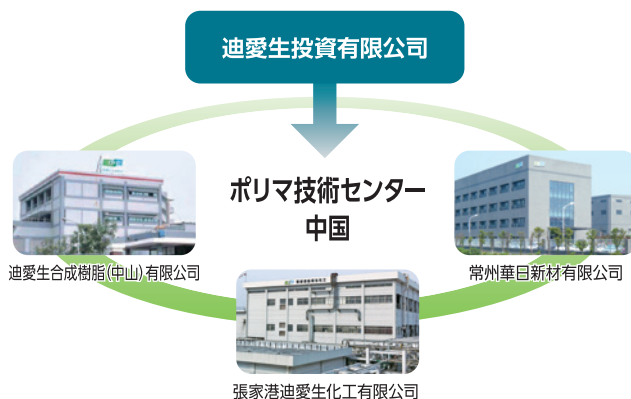 迪愛生投資有限公司
ポリマ技術センター
中国
迪愛生合成樹脂(中山)有限公司
常州華日新材有限公司
張家港迪愛生化工有限公司